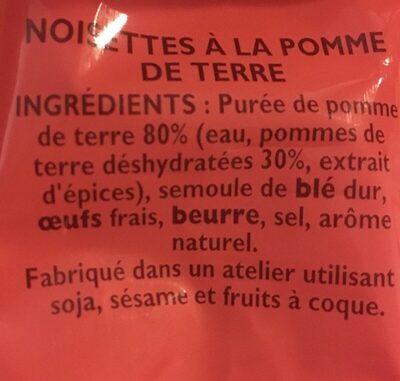 NOISETTES À LA POMME
DE TERRE
INGRÉDIENTS : Purée de pomme
de terre 80% (eau, pommes de
terre déshydratées 30%, extrait
d'épices), semoule de blé dur,
œufs frais, beurre, sel, arôme
naturel.
Fabriqué dans un atelier utilisant
soja, sésame et fruits à coque.